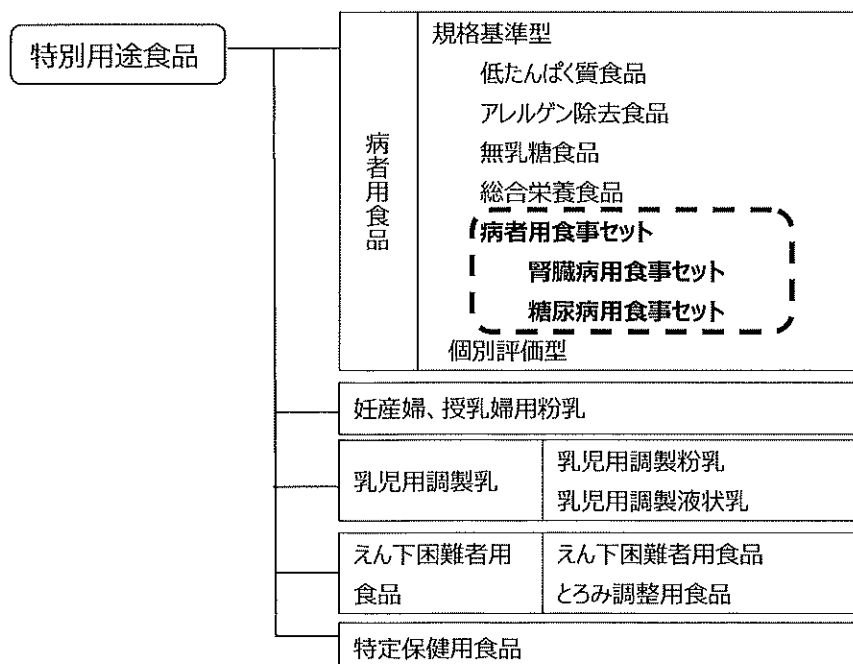 特別用途食品
病者用食品
規格基準型
低たんぱく質食品
アレルゲン除去食品
無乳糖食品
総合栄養食品
病者用食事セット
腎臓病用食事セット
糖尿病用食事セット
個別評価型
妊産婦、授乳婦用粉乳
乳児用調製乳
乳児用調製粉乳
乳児用調製液状乳
えん下困難者用
食品
えん下困難者用食品
とろみ調整用食品
特定保健用食品